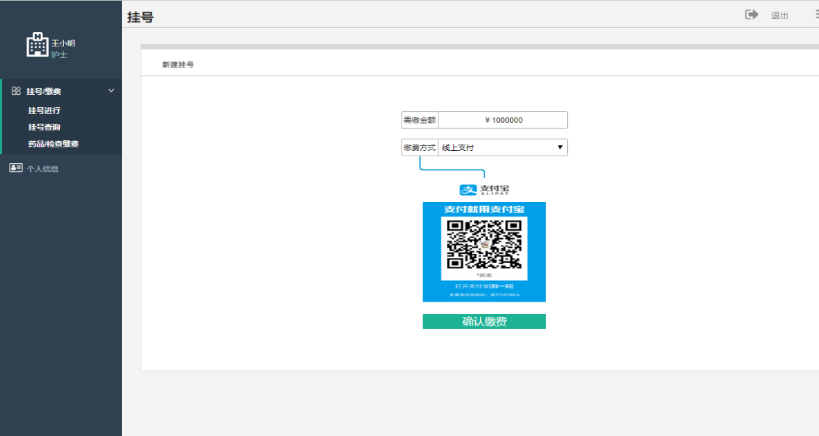 挂号
退出
H
王小明
护士
挂号/缴费
挂号进行
挂号查询
药品/检查缴费
个人信息
新建挂号
需缴金额
¥ 1000000
缴费方式
线上支付
支 支付宝
ALIPAY
支付就用支付宝
打开支付宝[扫一扫]
确认缴费